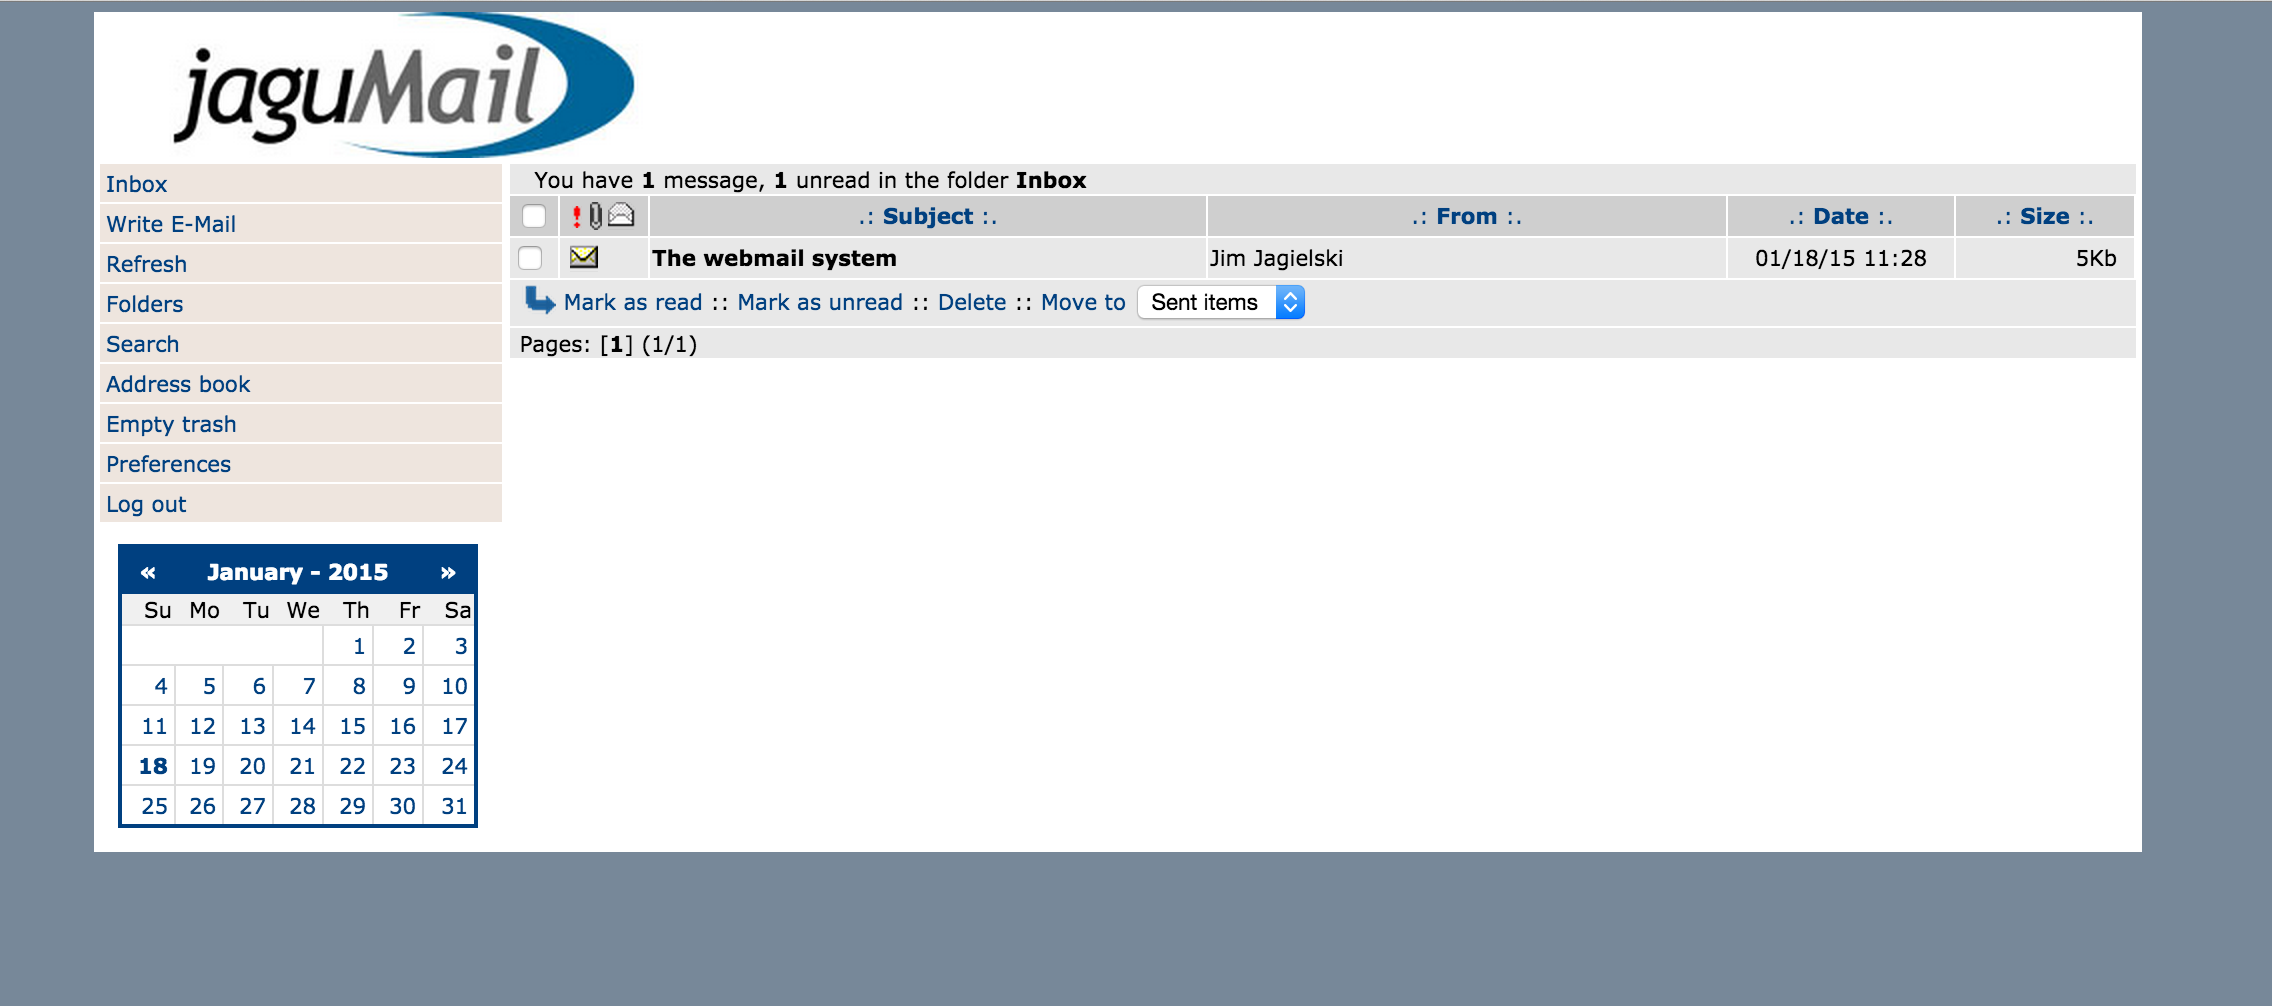 jaguMail
Inbox
Write E-Mail
Refresh
Folders
Search
Address book
Empty trash
Preferences
Log out
« January - 2015 »
Su Mo Tu We Th Fr Sa
1 2 3
4 5 6 7 8 9 10
11 12 13 14 15 16 17
18 19 20 21 22 23 24
25 26 27 28 29 30 31
You have 1 message, 1 unread in the folder Inbox
.: Subject :. .: From :. .: Date :. .: Size :.
The webmail system Jim Jagielski 01/18/15 11:28 5Kb
Mark as read :: Mark as unread :: Delete :: Move to Sent items
Pages: [1] (1/1)